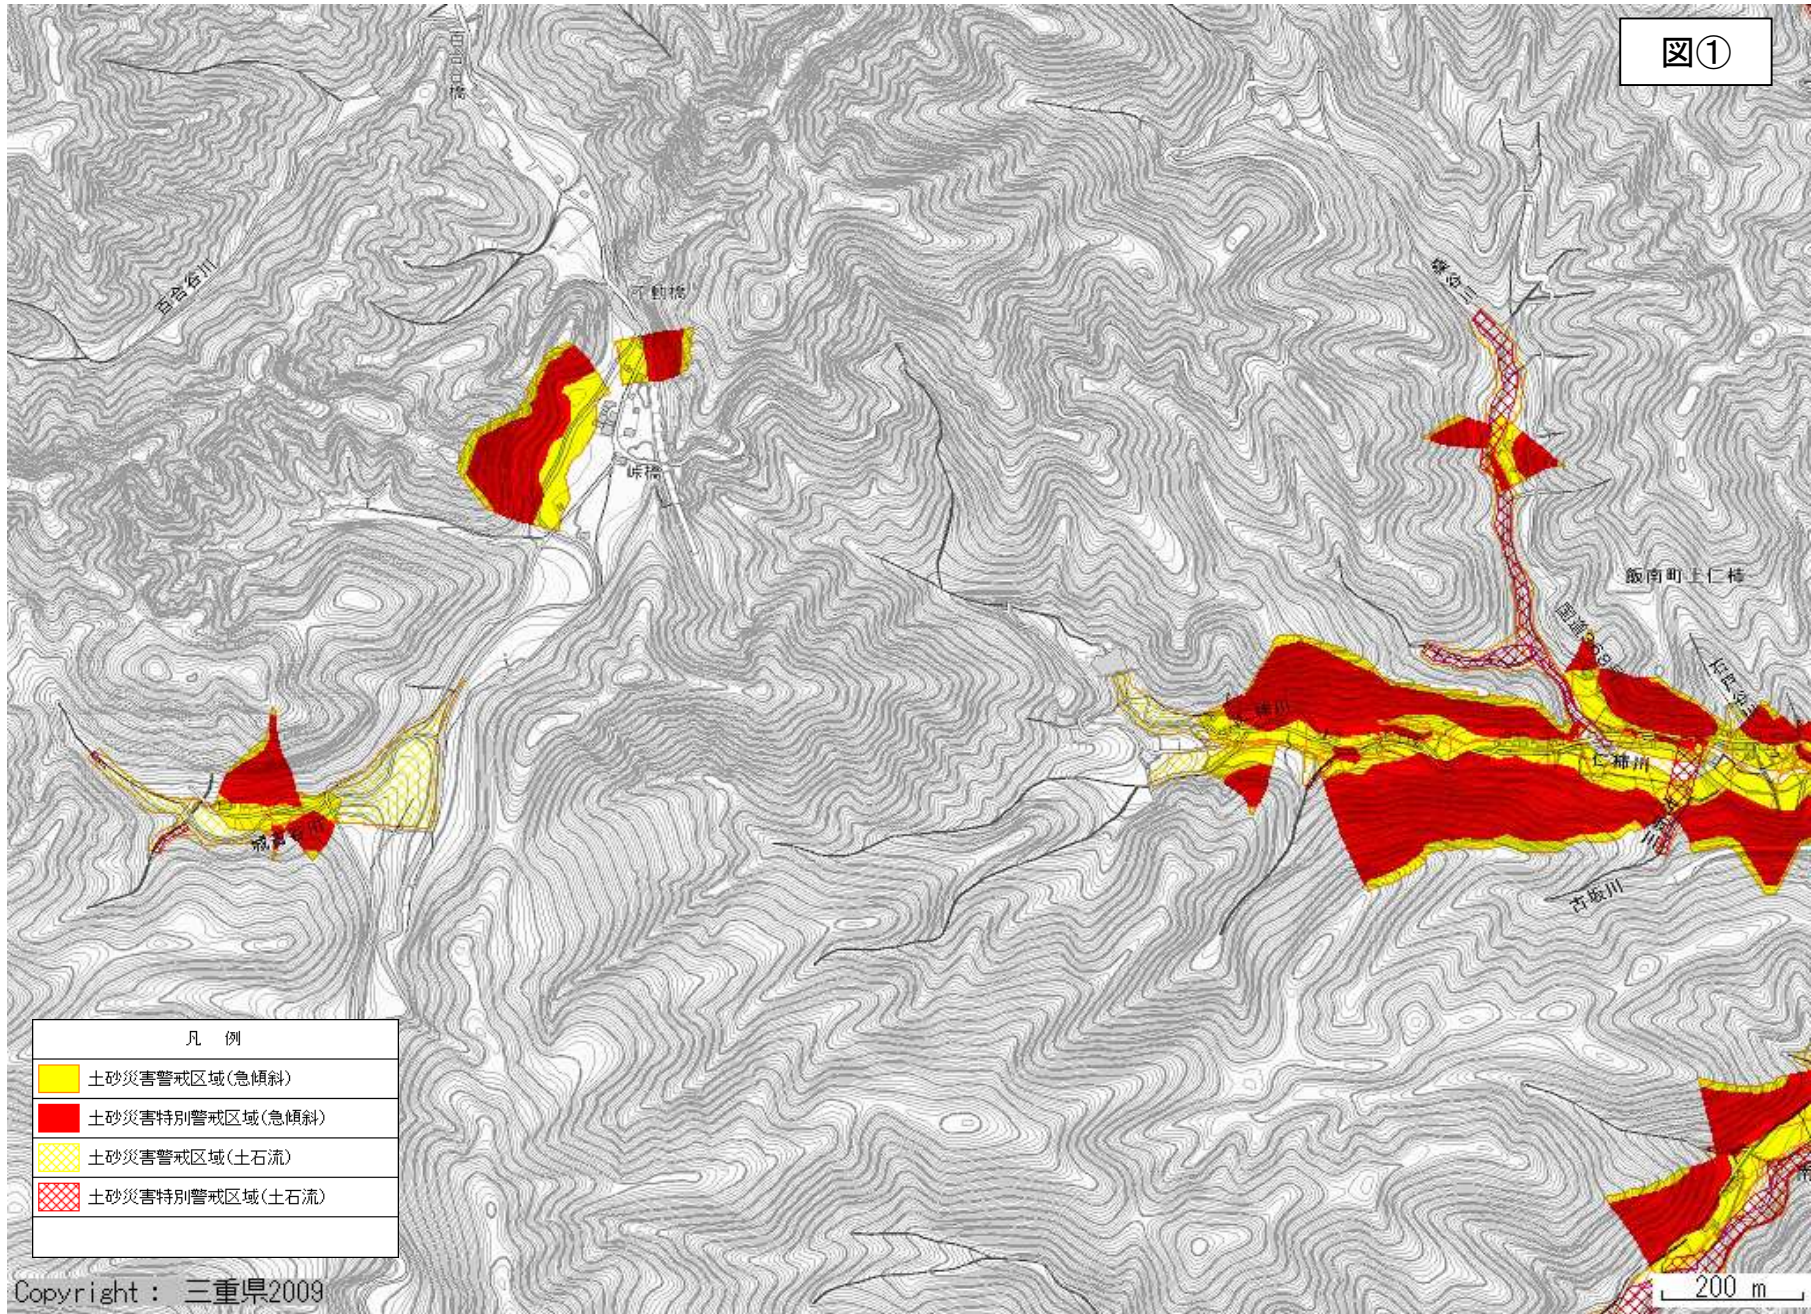 図①
百合谷川
不動橋
峠橋
飯南町上仁柿
仁柿川
古坂川
凡 例
土砂災害警戒区域(急傾斜)
土砂災害特別警戒区域(急傾斜)
土砂災害警戒区域(土石流)
土砂災害特別警戒区域(土石流)
Copyright : 三重県2009
200 m